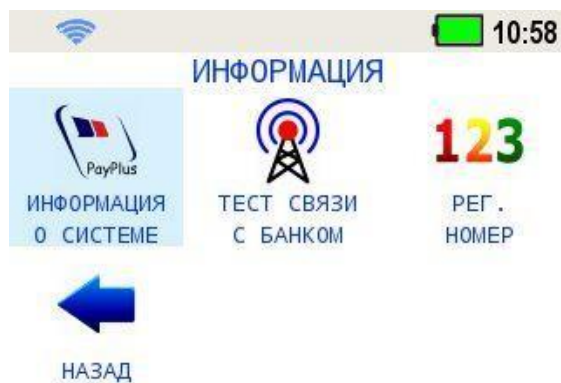 10:58
ИНФОРМАЦИЯ
PayPlus
123
ИНФОРМАЦИЯ
О СИСТЕМЕ
ТЕСТ СВЯЗИ
С БАНКОМ
РЕГ.
НОМЕР
НАЗАД